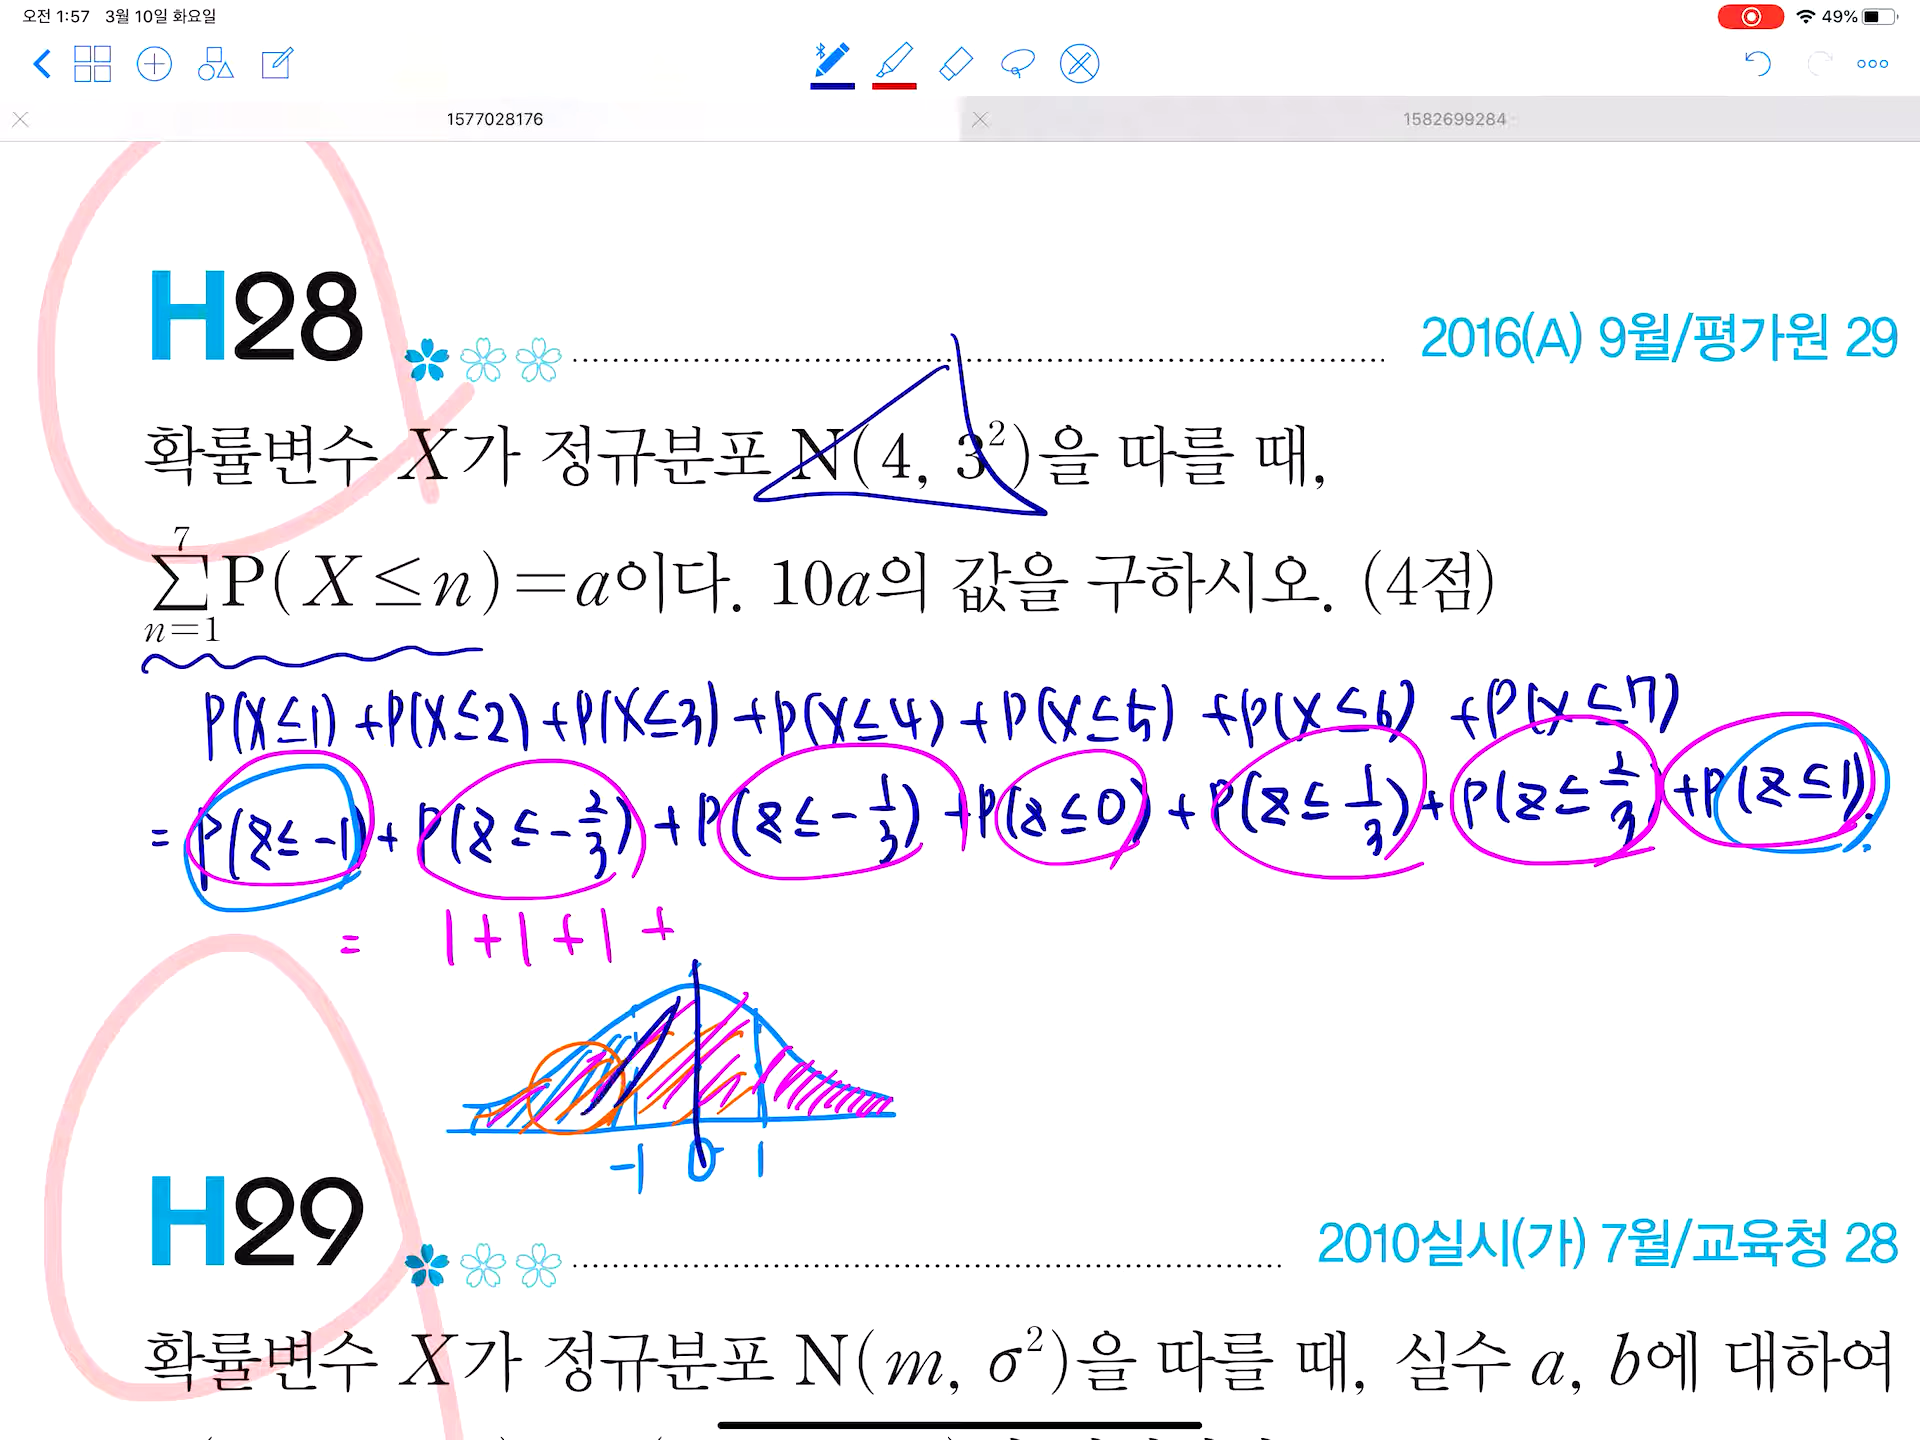 오전 1:57 3월 10일 화요일 49%
1577028176 1582699284
H28 2016(A) 9월/평가원 29
확률변수 X가 정규분포 N(4, 3²)을 따를 때,
7
∑P(X≤n)=a이다. 10a의 값을 구하시오. (4점)
n=1
P(X≤1) +P(X≤2) +P(X≤3) +P(X≤4) +P(X≤5) +P(X≤6) +P(X≤7)
= P(Z≤-1) + P(Z≤-2/3) + P(Z≤-1/3) + P(Z≤0) + P(Z≤1/3) + P(Z≤2/3) +P(Z≤1).
= 1+1+1 +
-1 0 1
H29 2010실시(가) 7월/교육청 28
확률변수 X가 정규분포 N(m, σ²)을 따를 때, 실수 a, b에 대하여